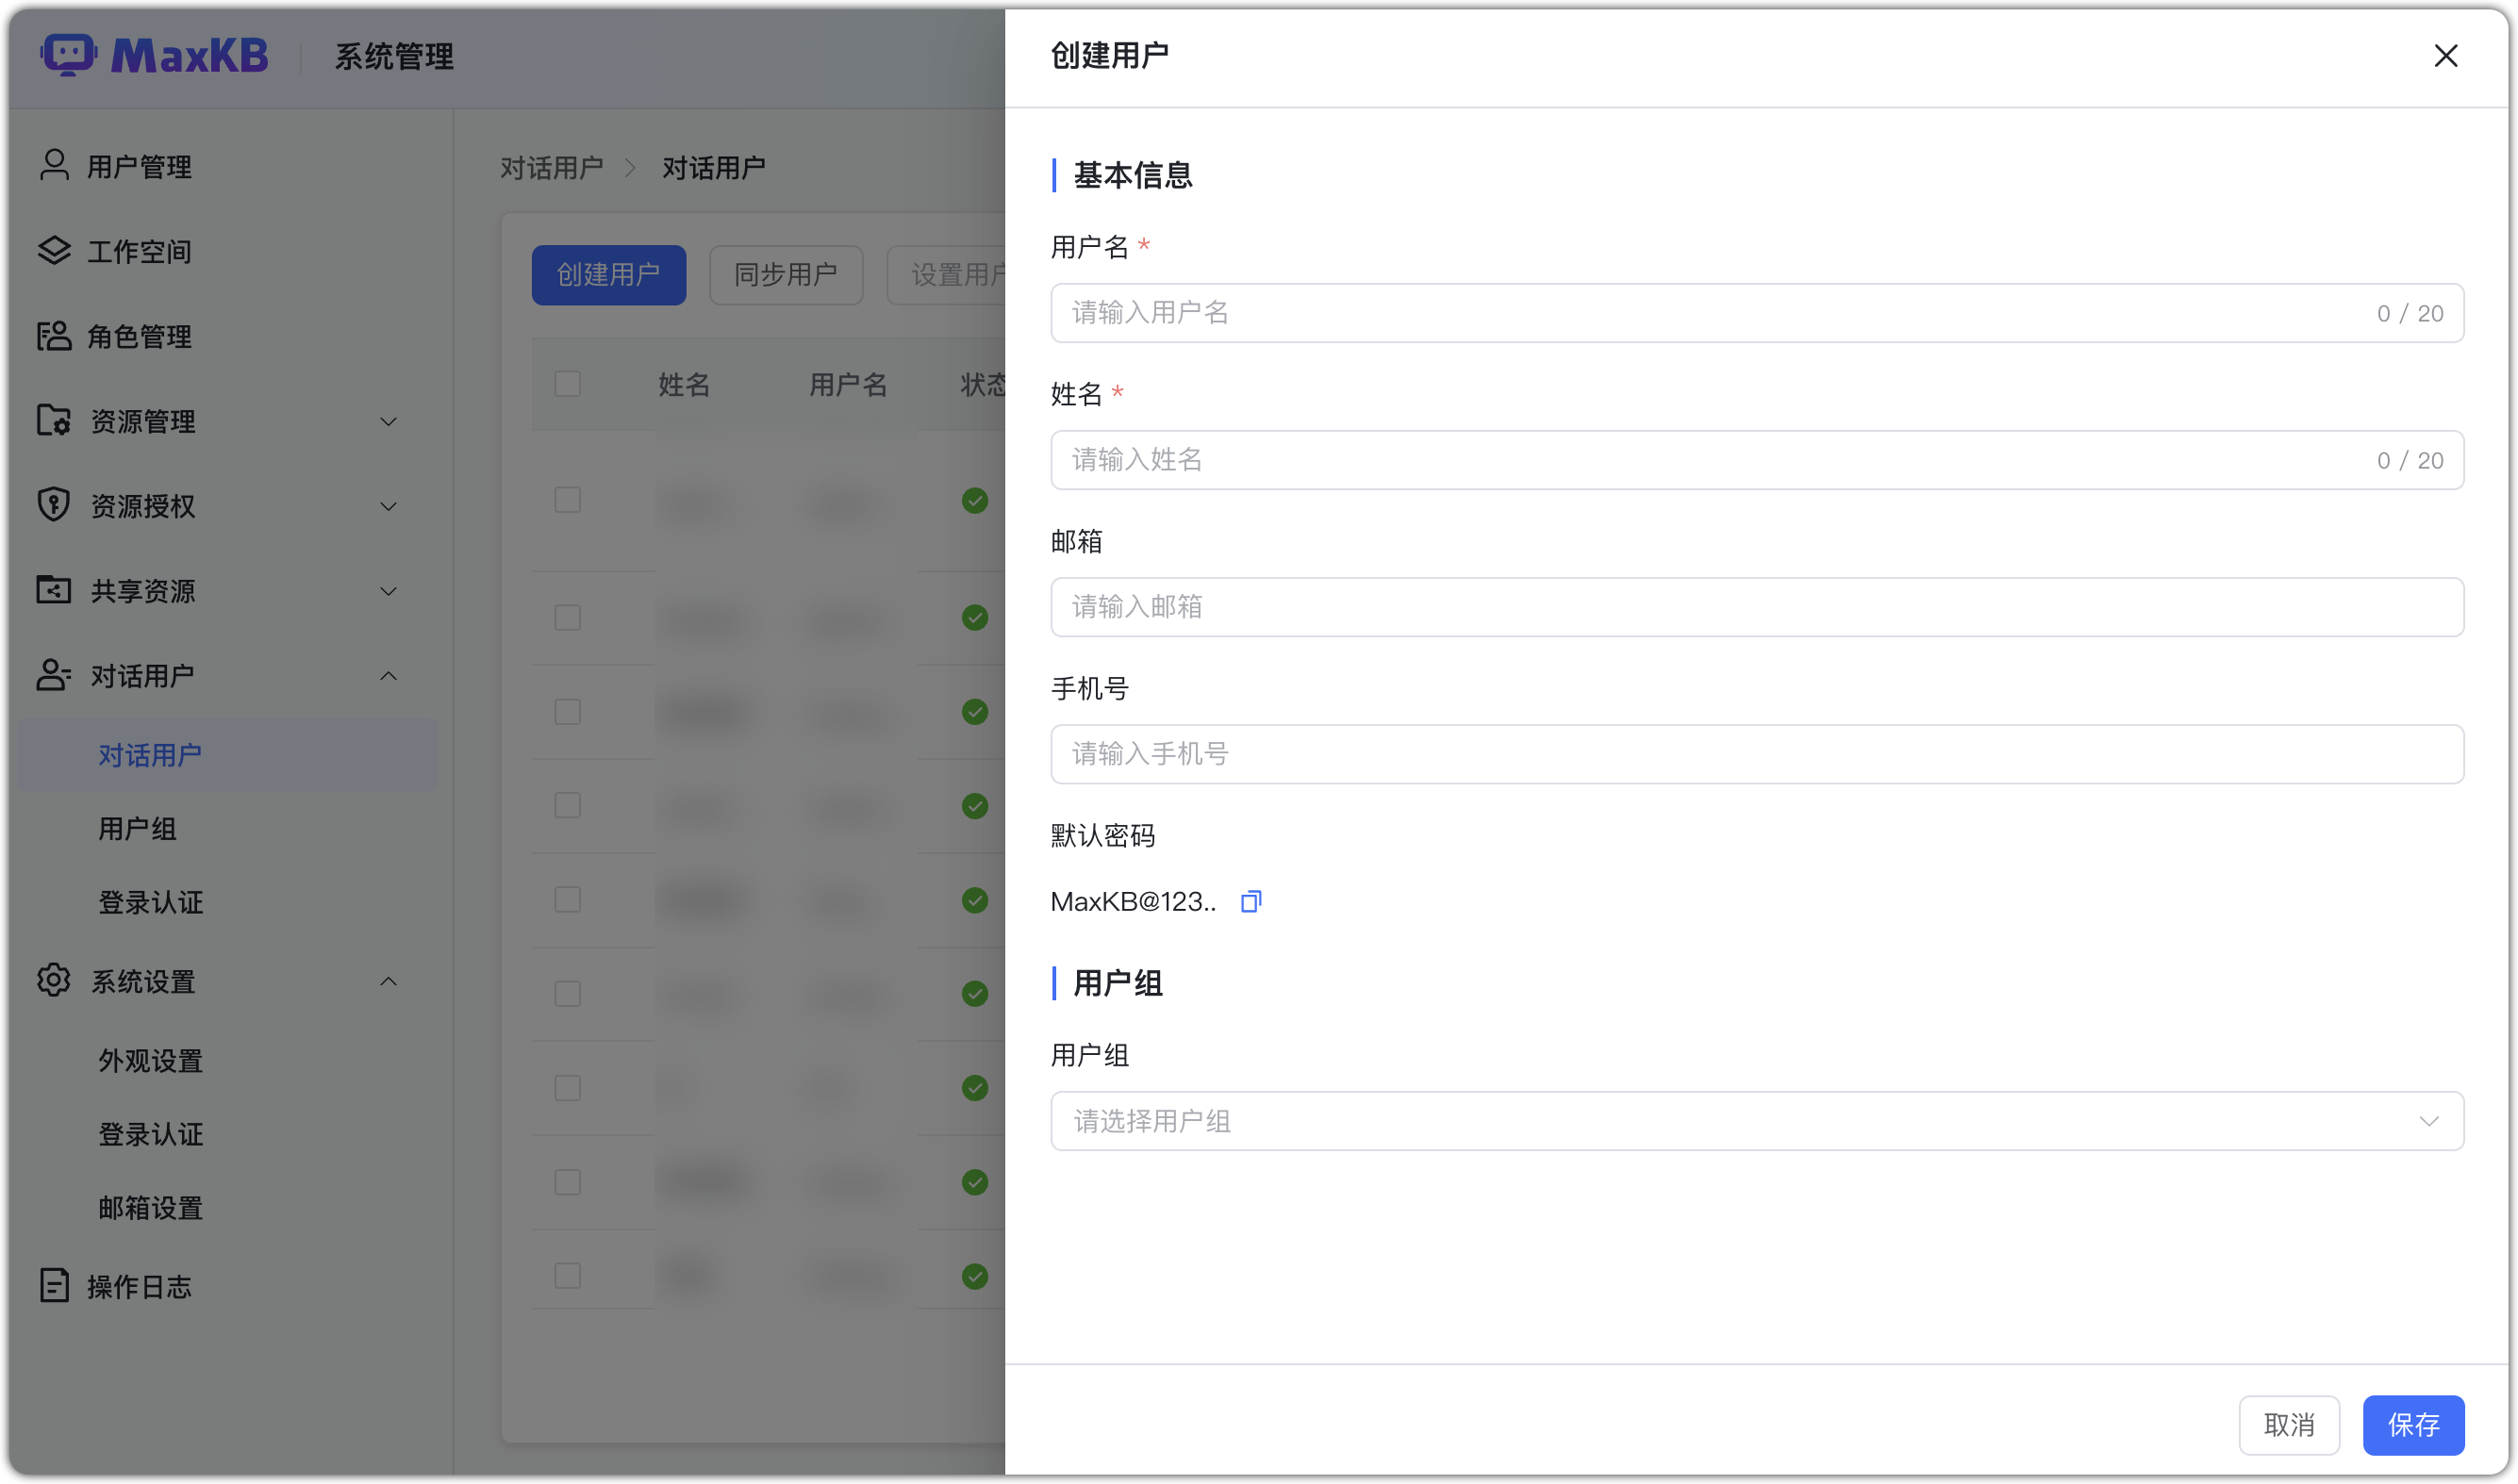 MaxKB 系统管理
用户管理
工作空间
角色管理
资源管理
资源授权
共享资源
对话用户
对话用户
用户组
登录认证
系统设置
外观设置
登录认证
邮箱设置
操作日志
对话用户 > 对话用户
创建用户 同步用户 设置用户
姓名 用户名 状态
创建用户
基本信息
用户名 *
请输入用户名 0 / 20
姓名 *
请输入姓名 0 / 20
邮箱
请输入邮箱
手机号
请输入手机号
默认密码
MaxKB@123..
用户组
用户组
请选择用户组
取消 保存